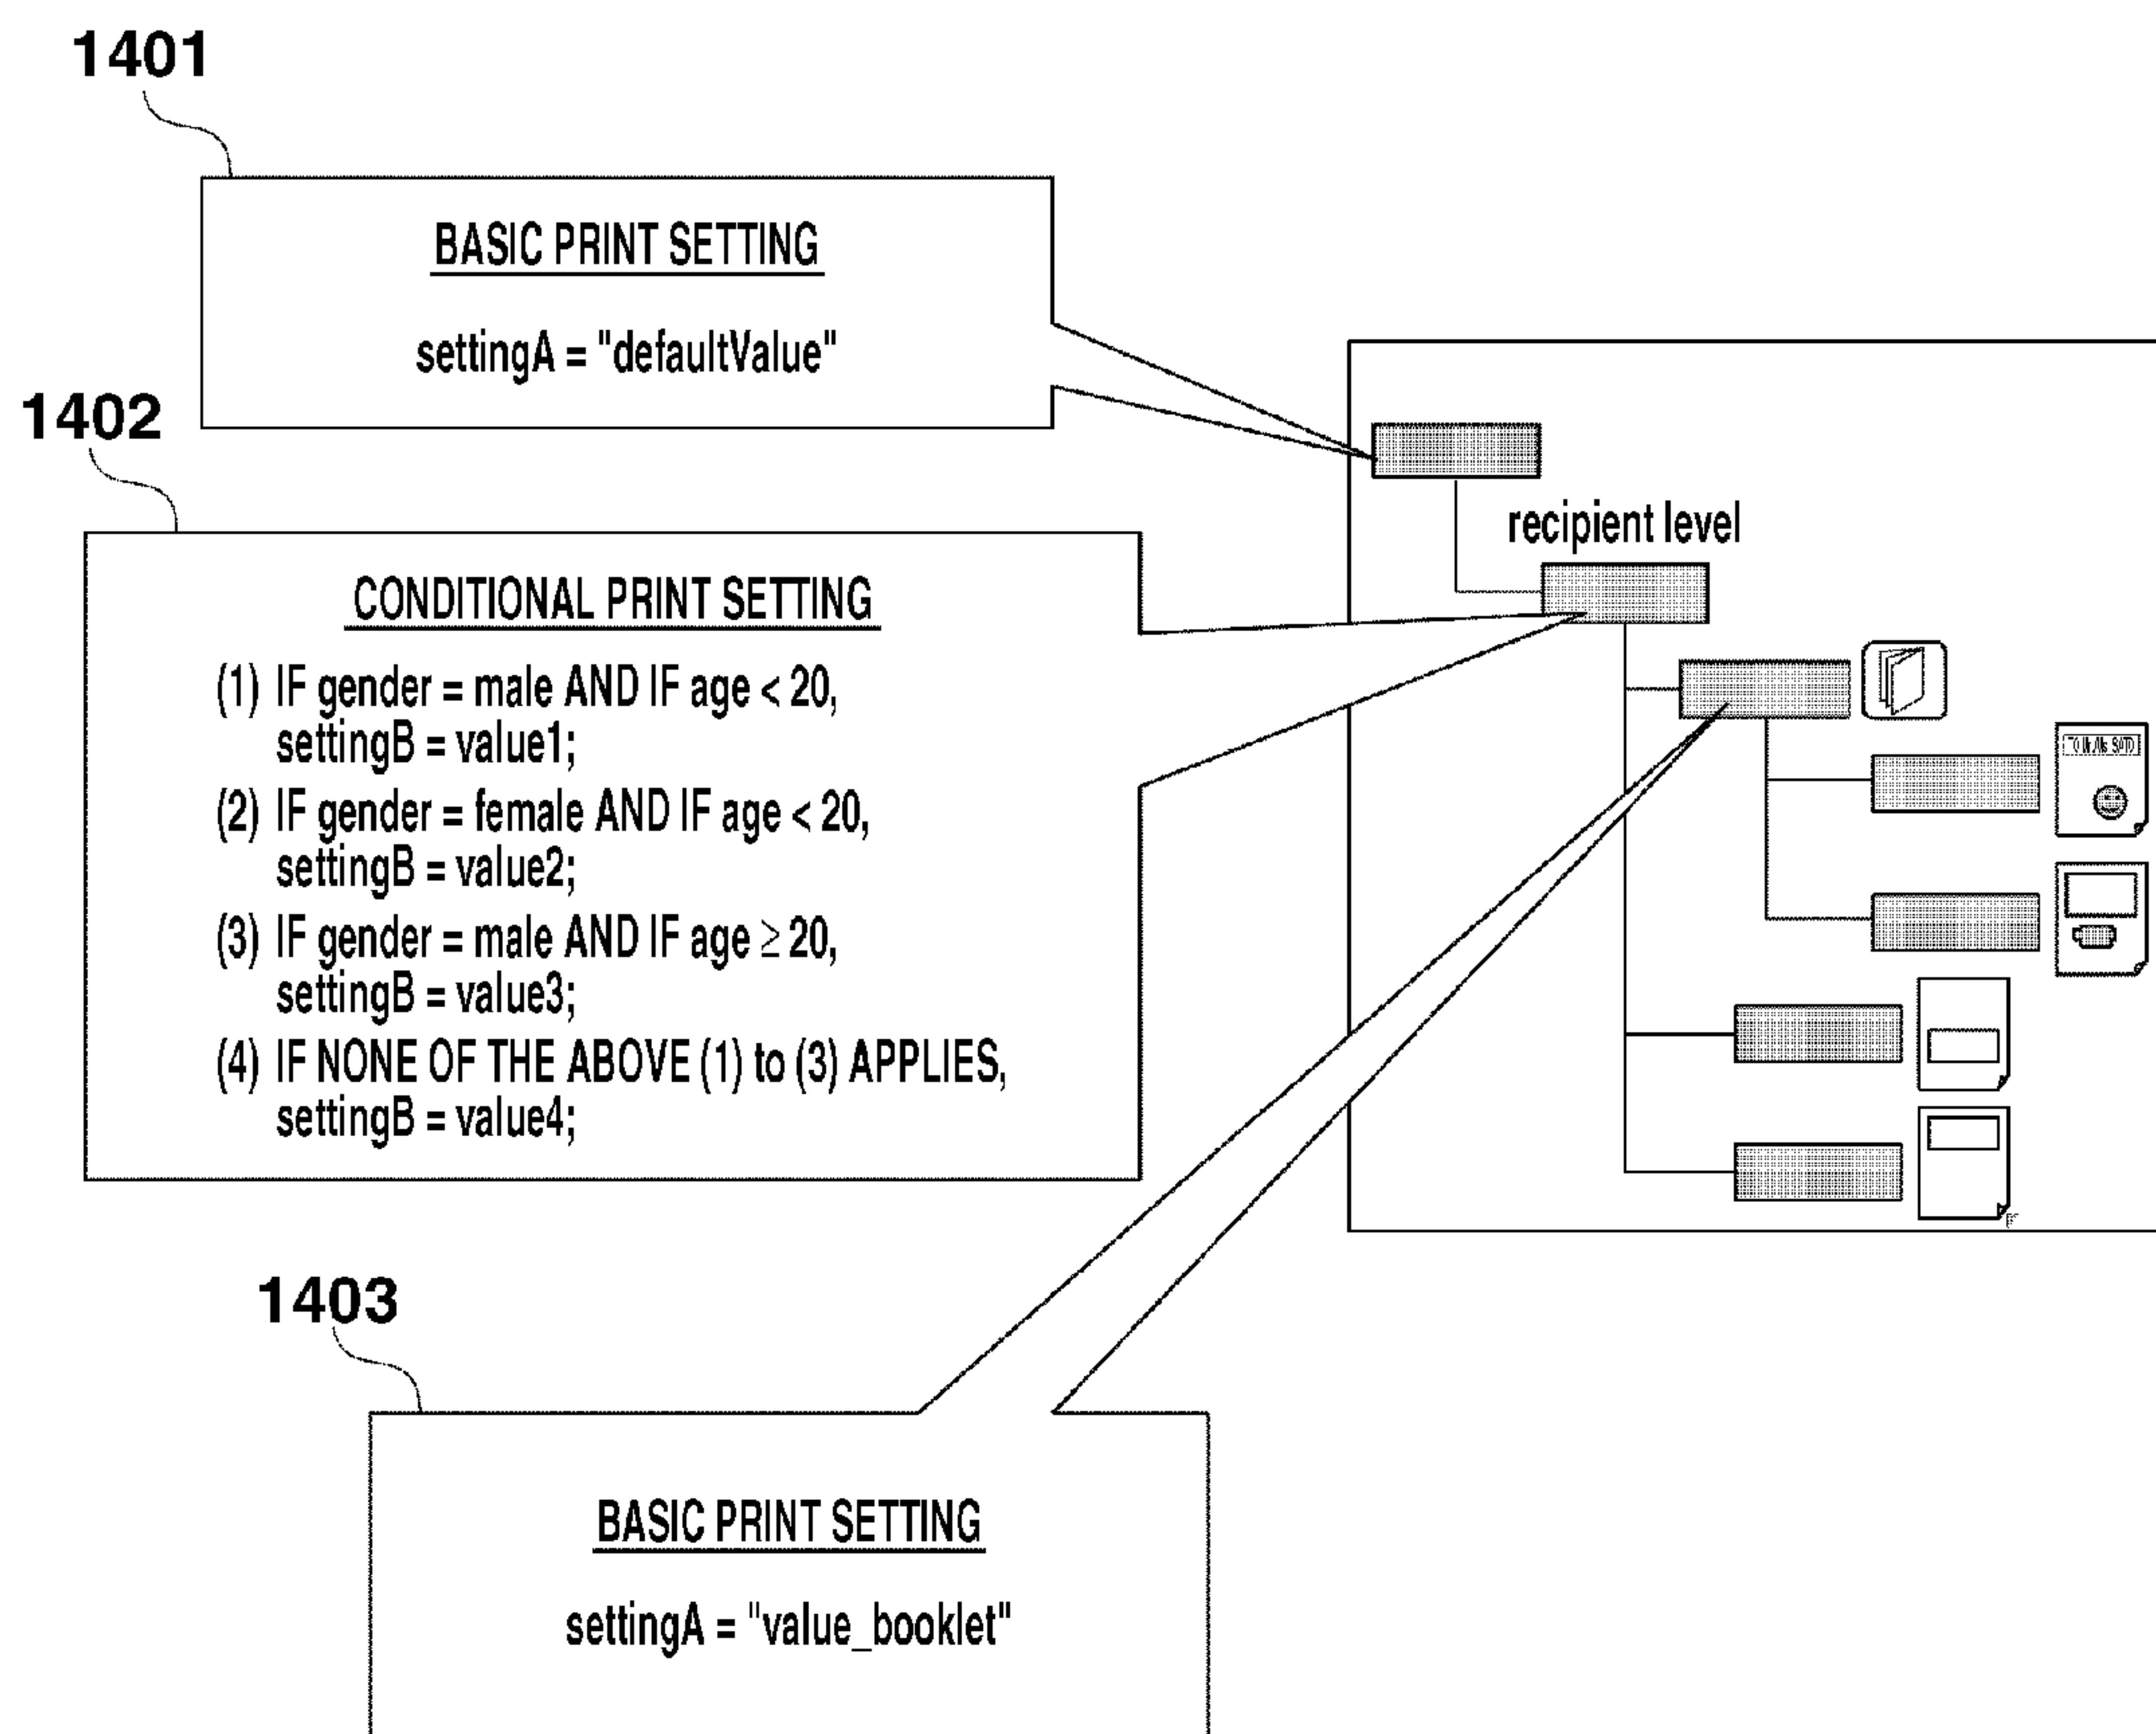 1401
BASIC PRINT SETTING
settingA = "defaultValue"
1402
recipient level
CONDITIONAL PRINT SETTING
(1) IF gender = male AND IF age < 20,
settingB = value1;
(2) IF gender = female AND IF age < 20,
settingB = value2;
(3) IF gender = male AND IF age ≥ 20,
settingB = value3;
(4) IF NONE OF THE ABOVE (1) to (3) APPLIES,
settingB = value4;
1403
BASIC PRINT SETTING
settingA = "value_booklet"